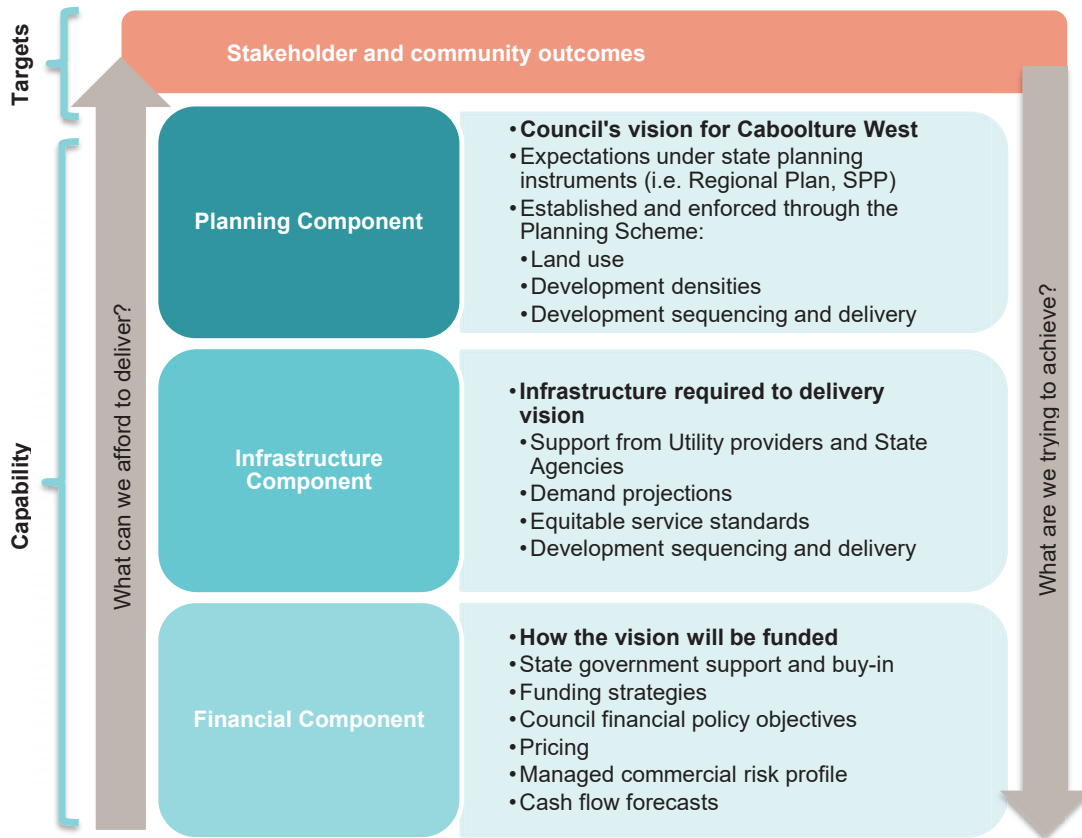 Targets
Stakeholder and community outcomes
Capability
What can we afford to deliver?
Planning Component
•Council's vision for Caboolture West
•Expectations under state planning
instruments (i.e. Regional Plan, SPP)
•Established and enforced through the
Planning Scheme:
•Land use
•Development densities
•Development sequencing and delivery
Infrastructure
Component
•Infrastructure required to delivery
vision
•Support from Utility providers and State
Agencies
•Demand projections
•Equitable service standards
•Development sequencing and delivery
Financial Component
•How the vision will be funded
•State government support and buy-in
•Funding strategies
•Council financial policy objectives
•Pricing
•Managed commercial risk profile
•Cash flow forecasts
What are we trying to achieve?